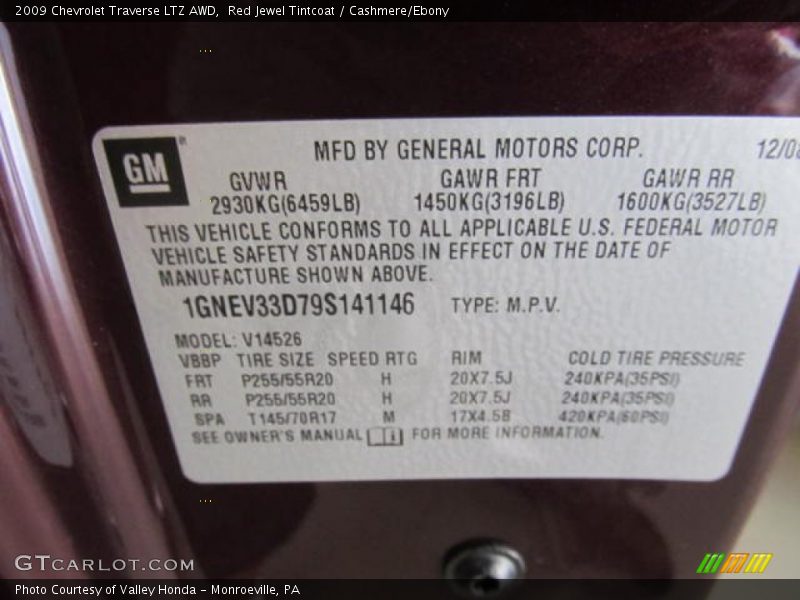 2009 Chevrolet Traverse LTZ AWD,  Red Jewel Tintcoat / Cashmere/Ebony
GM
MFD BY GENERAL MOTORS CORP. 12/08
GVWR GAWR FRT GAWR RR
2930KG(6459LB) 1450KG(3196LB) 1600KG(3527LB)
THIS VEHICLE CONFORMS TO ALL APPLICABLE U.S. FEDERAL MOTOR
VEHICLE SAFETY STANDARDS IN EFFECT ON THE DATE OF
MANUFACTURE SHOWN ABOVE.
1GNEV33D79S141146 TYPE: M.P.V.
MODEL: V14526
VBBP TIRE SIZE SPEED RTG RIM COLD TIRE PRESSURE
FRT P255/55R20 H 20X7.5J 240KPA(35PSI)
RR P255/55R20 H 20X7.5J 240KPA(35PSI)
SPA T145/70R17 M 17X4.5B 420KPA(60PSI)
SEE OWNER'S MANUAL FOR MORE INFORMATION.
GTCARLOT.COM
Photo Courtesy of Valley Honda - Monroeville, PA